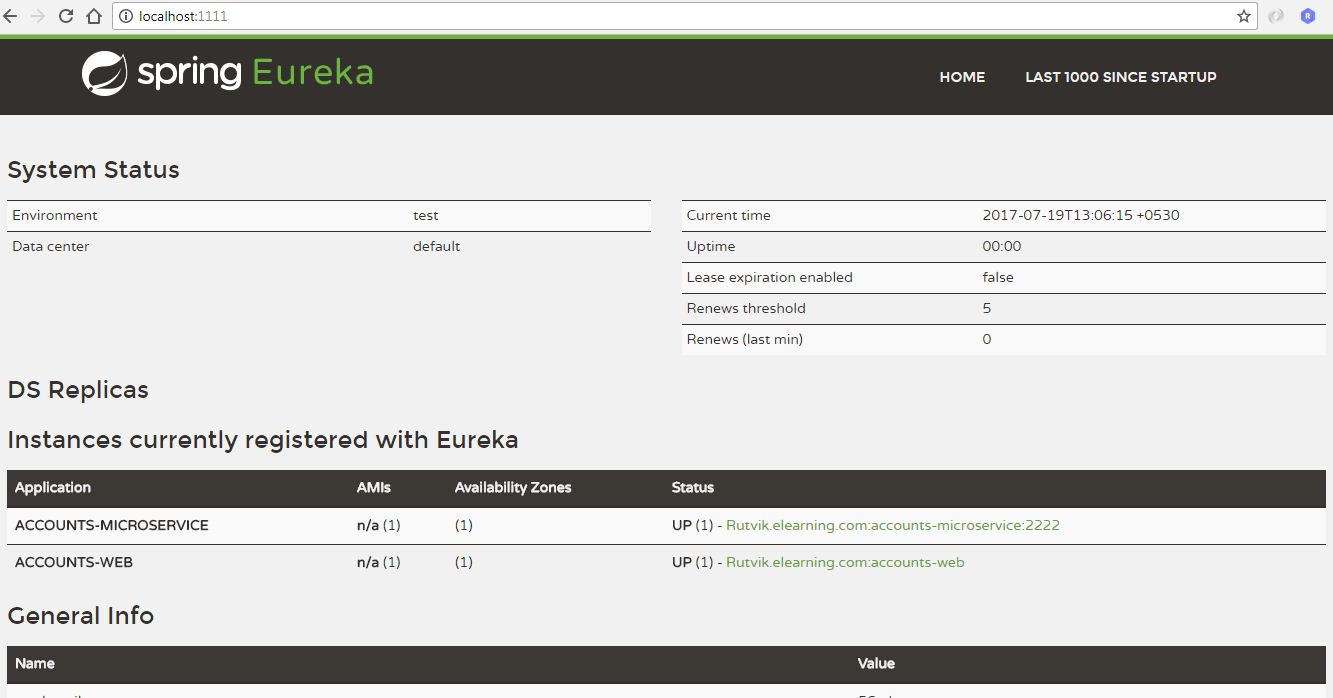 localhost:1111
spring Eureka
HOME LAST 1000 SINCE STARTUP
System Status
Environment test
Data center default
Current time 2017-07-19T13:06:15 +0530
Uptime 00:00
Lease expiration enabled false
Renews threshold 5
Renews (last min) 0
DS Replicas
Instances currently registered with Eureka
Application AMIs Availability Zones Status
ACCOUNTS-MICROSERVICE n/a (1) (1) UP (1) - Rutvik.elearning.com:accounts-microservice:2222
ACCOUNTS-WEB n/a (1) (1) UP (1) - Rutvik.elearning.com:accounts-web
General Info
Name Value